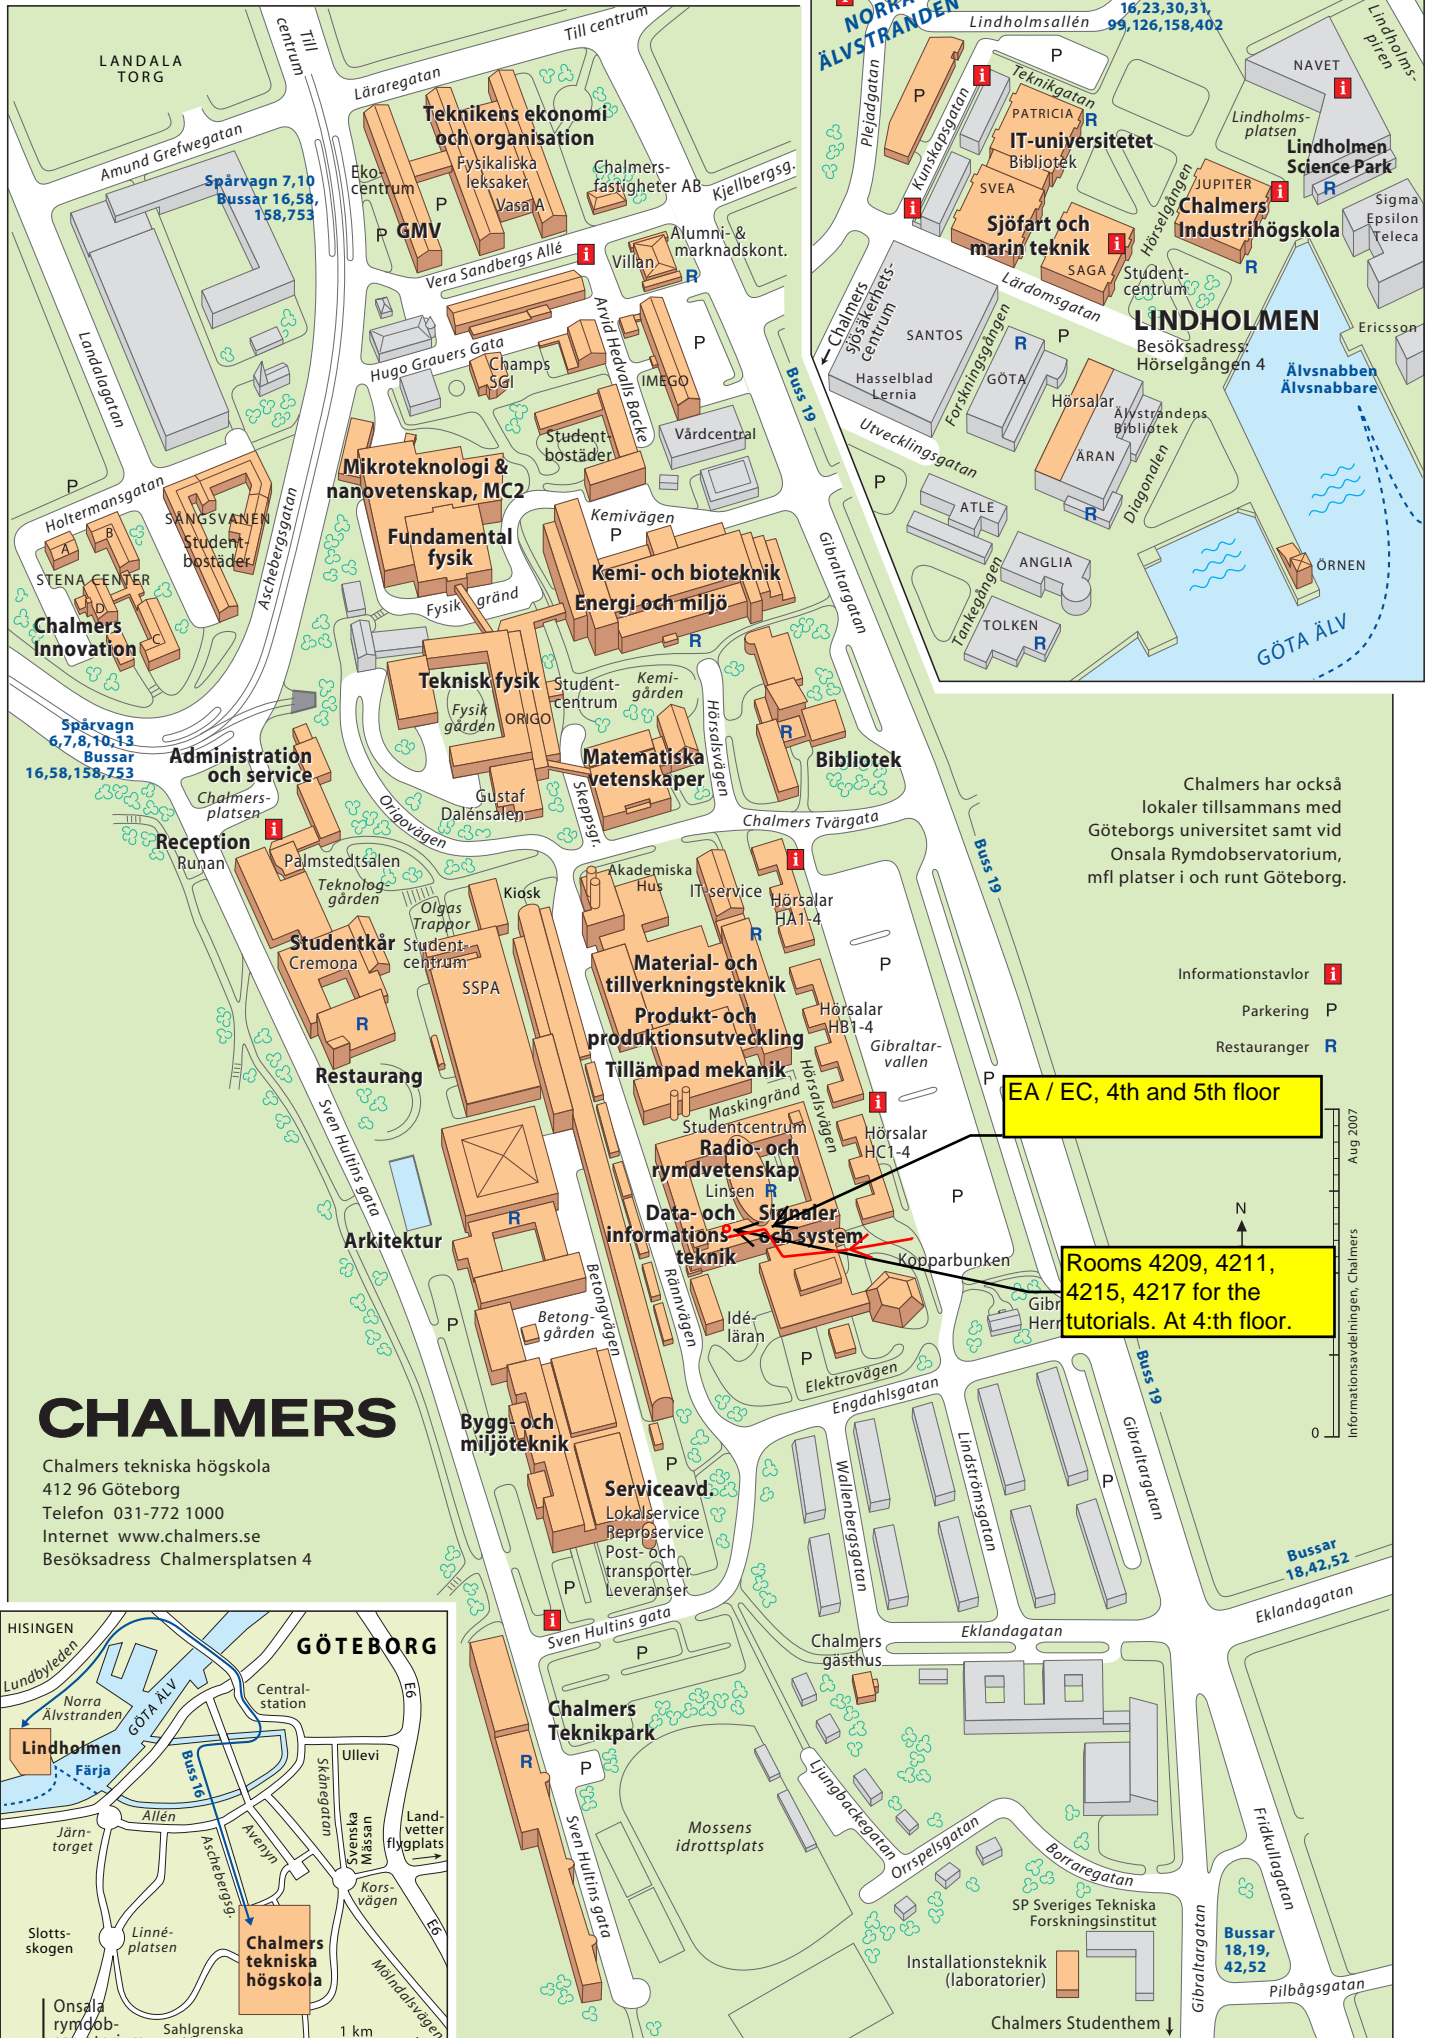 LANDALA
TORG
Till
centrum
Till centrum
Läraregatan
Amund Grefwegatan
Spårvagn 7,10
Bussar 16,58,
158,753
Teknikens ekonomi
och organisation
Fysikaliska
leksaker
Vasa A
Eko-
centrum
P
P
GMV
Chalmers-
fastigheter AB
Kjellbergsg.
Alumni- &
marknadskont.
Villan
R
i
Vera Sandbergs Allé
Hugo Grauers Gata
Arvid Hedvalls Backe
Champs
SGI
IMEGO
P
Buss 19
Landalagatan
Student-
bostäder
Vårdcentral
Mikroteknologi &
nanovetenskap, MC2
Fundamental
fysik
P
Holtermansgatan
SÅNGSVANEN
Student-
bostäder
A
B
STENA CENTER
D
C
Chalmers
Innovation
Aschebergsgatan
Kemivägen
P
Gibraltargatan
Kemi- och bioteknik
Energi och miljö
R
Fysik gränd
Teknisk fysik
Fysik
gården
ORIGO
Student-
centrum
Kemi-
gården
Hörsalsvägen
R
Bibliotek
Matematiska
vetenskaper
Gustaf
Dalénsalen
Skeppsgr.
Origovägen
Chalmers Tvärgata
Spårvagn
6,7,8,10,13
Bussar
16,58,158,753
Administration
och service
Chalmers-
platsen
i
Reception
Runan
Palmstedtsalen
Teknolog-
gården
Olgas
Trappor
Kiosk
Studentkår
Cremona
Student-
centrum
SSPA
R
Restaurang
Akademiska
Hus
IT-service
i
Hörsalar
HA1-4
R
P
Buss 19
Material- och
tillverkningsteknik
Produkt- och
produktionsutveckling
Tillämpad mekanik
Hörsalar
HB1-4
Gibraltar-
vallen
P
Maskingränd
Hörsalsvägen
i
Hörsalar
HC1-4
Studentcentrum
Radio- och
rymdvetenskap
Linsen R
P
Data- och
informations
teknik
Signaler
och system
Kopparbunken
EA / EC, 4th and 5th floor
Rooms 4209, 4211,
4215, 4217 for the
tutorials. At 4:th floor.
Gibr
Herr
Sven Hultins gata
Arkitektur
R
P
Betong-
gården
Betongvägen
Rännvägen
Idé-
läran
P
Elektrovägen
Engdahlsgatan
Buss 19
Gibraltargatan
Bygg- och
miljöteknik
P
Serviceavd.
Lokalservice
Reproservice
Post- och
transporter
Leveranser
P
Wallenbergsgatan
Lindströmsgatan
P
Bussar
18,42,52
Eklandagatan
Eklandagatan
i
Sven Hultins gata
P
Chalmers
gästhus
Chalmers
Teknikpark
R
P
Sven Hultins gata
Mossens
idrottsplats
Ljungbackegatan
Orrspelsgatan
Borraregatan
Fridkullagatan
SP Sveriges Tekniska
Forskningsinstitut
Installationsteknik
(laboratorier)
Gibraltargatan
Bussar
18,19,
42,52
Pilbågsgatan
Chalmers Studenthem
CHALMERS
Chalmers tekniska högskola
412 96 Göteborg
Telefon 031-772 1000
Internet www.chalmers.se
Besöksadress Chalmersplatsen 4
Chalmers har också
lokaler tillsammans med
Göteborgs universitet samt vid
Onsala Rymdobservatorium,
mfl platser i och runt Göteborg.
Informationstavlor i
Parkering P
Restauranger R
Aug 2007
Informationsavdelningen, Chalmers
N
0
i
NORRA
ÄLVSTRANDEN
Lindholmsallén
16,23,30,31,
99,126,158,402
Lindholms-
piren
Plejadgatan
P
i
P
Teknikgatan
PATRICIA
R
IT-universitetet
Bibliotek
Kunskapsgatan
SVEA
i
NAVET
i
Lindholms-
platsen
Lindholmen
Science Park
R
JUPITER
i
Chalmers
Industrihögskola
R
Sigma
Epsilon
Teleca
Sjöfart och
marin teknik
i
SAGA
Hörselgången
Student-
centrum
Lärdomsgatan
Chalmers
sjösäkerhets-
centrum
SANTOS
Hasselblad
Lernia
Forskningsgången
R
GÖTA
P
LINDHOLMEN
Besöksadress:
Hörselgången 4
Ericsson
Älvsnabben
Älvsnabbare
Hörsalar
Älvstrandens
Bibliotek
ÄRAN
R
Diagonalen
Utvecklingsgatan
P
ATLE
ANGLIA
Tankegången
TOLKEN
R
ÖRNEN
GÖTA ÄLV
HISINGEN
Lundbyleden
GÖTEBORG
Norra
Älvstranden
GÖTA ÄLV
Central-
station
E6
Lindholmen
Färja
Buss 16
Ullevi
Skånegatan
Svenska
Mässan
Allén
Avenyn
Land-
vetter
flygplats
Järn-
torget
Aschebergsg.
Kors-
vägen
E6
Slotts-
skogen
Linné-
platsen
Chalmers
tekniska
högskola
Mölndalsvägen
Onsala
rymdob-
Sahlgrenska
1 km